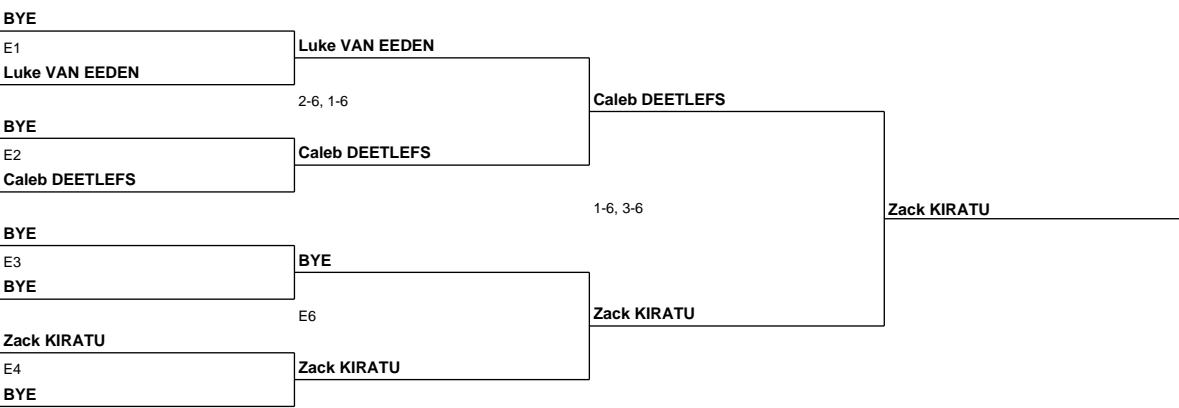 BYE
E1
Luke VAN EEDEN
Luke VAN EEDEN
2-6, 1-6
Caleb DEETLEFS
BYE
E2
Caleb DEETLEFS
Caleb DEETLEFS
1-6, 3-6
Zack KIRATU
BYE
E3
BYE
BYE
E6
Zack KIRATU
Zack KIRATU
E4
BYE
Zack KIRATU